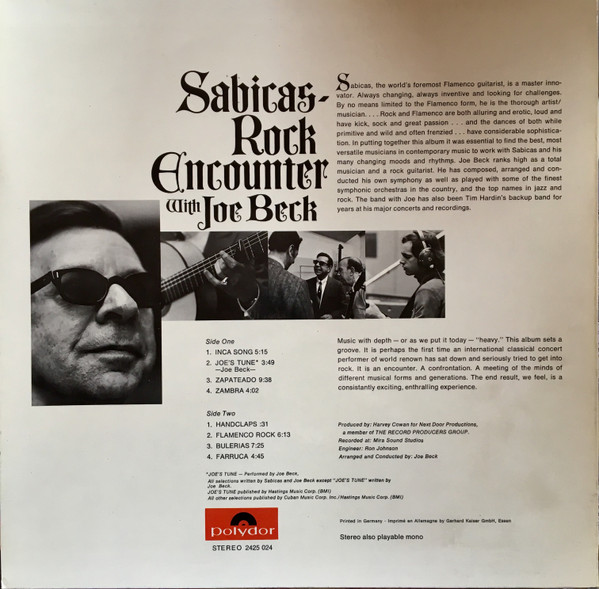 Sabicas-
Rock
Encounter
With Joe Beck
Sabicas, the world's foremost Flamenco guitarist, is a master inno-
vator. Always changing, always inventive and looking for challenges.
By no means limited to the Flamenco form, he is the thorough artist/
musician. . . . Rock and Flamenco are both alluring and erotic, loud and
have kick, sock and great passion . . . and the dances of both while
primitive and wild and often frenzied . . . have considerable sophistica-
tion. In putting together this album it was essential to find the best, most
versatile musicians in contemporary music to work with Sabicas and his
many changing moods and rhythms. Joe Beck ranks high as a total
musician and a rock guitarist. He has composed, arranged and con-
ducted his own symphony as well as played with some of the finest
symphonic orchestras in the country, and the top names in jazz and
rock. The band with Joe has also been Tim Hardin's backup band for
years at his major concerts and recordings.
Side One
1. INCA SONG 5:15
2. JOE'S TUNE* 3:49
—Joe Beck—
3. ZAPATEADO 9:38
4. ZAMBRA 4:02
Music with depth — or as we put it today — "heavy." This album sets a
groove. It is perhaps the first time an international classical concert
performer of world renown has sat down and seriously tried to get into
rock. It is an encounter. A confrontation. A meeting of the minds of
different musical forms and generations. The end result, we feel, is a
consistantly exciting, enthralling experience.
Side Two
1. HANDCLAPS :31
2. FLAMENCO ROCK 6:13
3. BULERIAS 7:25
4. FARRUCA 4:45
Produced by: Harvey Cowan for Next Door Productions,
a member of THE RECORD PRODUCERS GROUP.
Recorded at: Mira Sound Studios
Engineer: Ron Johnson
Arranged and Conducted by: Joe Beck
*JOE'S TUNE — Performed by Joe Beck.
All selections written by Sabicas and Joe Beck except "JOE'S TUNE" written by
Joe Beck.
JOE'S TUNE published by Hastings Music Corp. (BMI)
All other selections published by Cuban Music Corp. Inc./Hastings Music Corp. (BMI)
polydor
STEREO 2425 024
Printed in Germany - Imprimé en Allemagne by Gerhard Kaiser GmbH, Essen
Stereo also playable mono